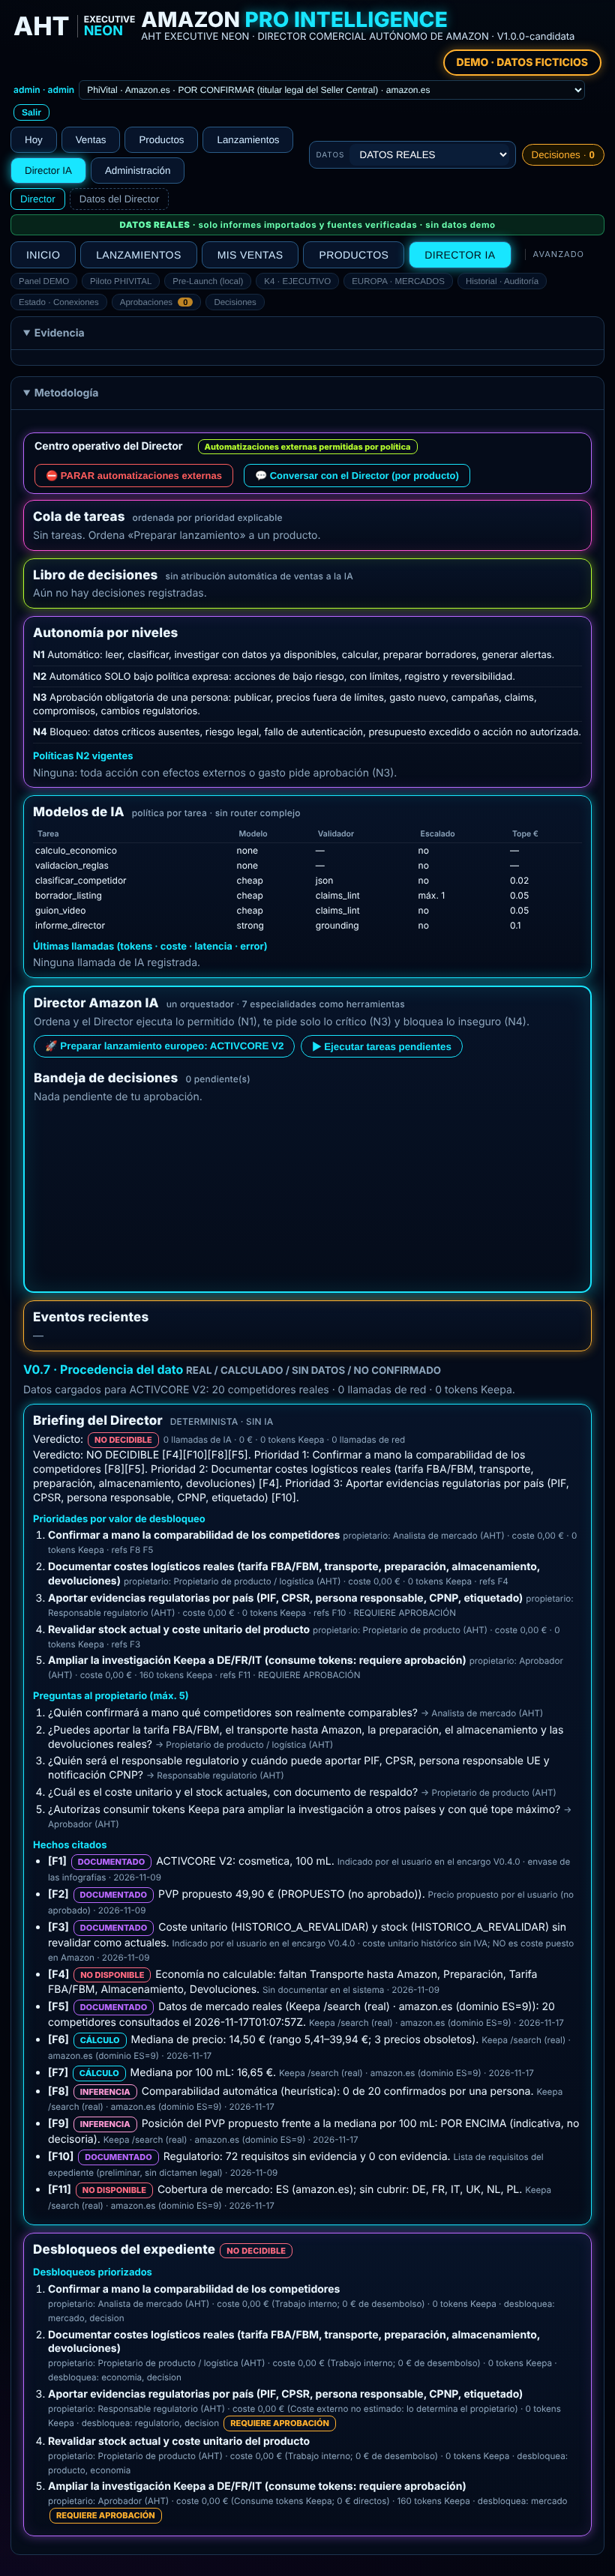 AHT EXECUTIVE NEON AMAZON PRO INTELLIGENCE
AHT EXECUTIVE NEON · DIRECTOR COMERCIAL AUTÓNOMO DE AMAZON · V1.0.0-candidata
DEMO · DATOS FICTICIOS
admin · admin PhiVital · Amazon.es · POR CONFIRMAR (titular legal del Seller Central) · amazon.es
Salir
Hoy Ventas Productos Lanzamientos
DATOS DATOS REALES Decisiones · 0
Director IA Administración
Director Datos del Director
DATOS REALES · solo informes importados y fuentes verificadas · sin datos demo
INICIO LANZAMIENTOS MIS VENTAS PRODUCTOS DIRECTOR IA AVANZADO
Panel DEMO Piloto PHIVITAL Pre-Launch (local) K4 · EJECUTIVO EUROPA · MERCADOS Historial · Auditoría
Estado · Conexiones Aprobaciones 0 Decisiones
▼ Evidencia
▼ Metodología
Centro operativo del Director Automatizaciones externas permitidas por política
⛔ PARAR automatizaciones externas 💬 Conversar con el Director (por producto)
Cola de tareas ordenada por prioridad explicable
Sin tareas. Ordena «Preparar lanzamiento» a un producto.
Libro de decisiones sin atribución automática de ventas a la IA
Aún no hay decisiones registradas.
Autonomía por niveles
N1 Automático: leer, clasificar, investigar con datos ya disponibles, calcular, preparar borradores, generar alertas.
N2 Automático SOLO bajo política expresa: acciones de bajo riesgo, con límites, registro y reversibilidad.
N3 Aprobación obligatoria de una persona: publicar, precios fuera de límites, gasto nuevo, campañas, claims,
compromisos, cambios regulatorios.
N4 Bloqueo: datos críticos ausentes, riesgo legal, fallo de autenticación, presupuesto excedido o acción no autorizada.
Políticas N2 vigentes
Ninguna: toda acción con efectos externos o gasto pide aprobación (N3).
Modelos de IA política por tarea · sin router complejo
Tarea Modelo Validador Escalado Tope €
calculo_economico none — no —
validacion_reglas none — no —
clasificar_competidor cheap json no 0.02
borrador_listing cheap claims_lint máx. 1 0.05
guion_video cheap claims_lint no 0.05
informe_director strong grounding no 0.1
Últimas llamadas (tokens · coste · latencia · error)
Ninguna llamada de IA registrada.
Director Amazon IA un orquestador · 7 especialidades como herramientas
Ordena y el Director ejecuta lo permitido (N1), te pide solo lo crítico (N3) y bloquea lo inseguro (N4).
🚀 Preparar lanzamiento europeo: ACTIVCORE V2 ▶ Ejecutar tareas pendientes
Bandeja de decisiones 0 pendiente(s)
Nada pendiente de tu aprobación.
Eventos recientes
—
V0.7 · Procedencia del dato REAL / CALCULADO / SIN DATOS / NO CONFIRMADO
Datos cargados para ACTIVCORE V2: 20 competidores reales · 0 llamadas de red · 0 tokens Keepa.
Briefing del Director DETERMINISTA · SIN IA
Veredicto: NO DECIDIBLE 0 llamadas de IA · 0 € · 0 tokens Keepa · 0 llamadas de red
Veredicto: NO DECIDIBLE [F4][F10][F8][F5]. Prioridad 1: Confirmar a mano la comparabilidad de los
competidores [F8][F5]. Prioridad 2: Documentar costes logísticos reales (tarifa FBA/FBM, transporte,
preparación, almacenamiento, devoluciones) [F4]. Prioridad 3: Aportar evidencias regulatorias por país (PIF,
CPSR, persona responsable, CPNP, etiquetado) [F10].
Prioridades por valor de desbloqueo
1. Confirmar a mano la comparabilidad de los competidores propietario: Analista de mercado (AHT) · coste 0,00 € · 0
tokens Keepa · refs F8 F5
2. Documentar costes logísticos reales (tarifa FBA/FBM, transporte, preparación, almacenamiento,
devoluciones) propietario: Propietario de producto / logística (AHT) · coste 0,00 € · 0 tokens Keepa · refs F4
3. Aportar evidencias regulatorias por país (PIF, CPSR, persona responsable, CPNP, etiquetado) propietario:
Responsable regulatorio (AHT) · coste 0,00 € · 0 tokens Keepa · refs F10 · REQUIERE APROBACIÓN
4. Revalidar stock actual y coste unitario del producto propietario: Propietario de producto (AHT) · coste 0,00 € · 0
tokens Keepa · refs F3
5. Ampliar la investigación Keepa a DE/FR/IT (consume tokens: requiere aprobación) propietario: Aprobador
(AHT) · coste 0,00 € · 160 tokens Keepa · refs F11 · REQUIERE APROBACIÓN
Preguntas al propietario (máx. 5)
1. ¿Quién confirmará a mano qué competidores son realmente comparables? → Analista de mercado (AHT)
2. ¿Puedes aportar la tarifa FBA/FBM, el transporte hasta Amazon, la preparación, el almacenamiento y las
devoluciones reales? → Propietario de producto / logística (AHT)
3. ¿Quién será el responsable regulatorio y cuándo puede aportar PIF, CPSR, persona responsable UE y
notificación CPNP? → Responsable regulatorio (AHT)
4. ¿Cuál es el coste unitario y el stock actuales, con documento de respaldo? → Propietario de producto (AHT)
5. ¿Autorizas consumir tokens Keepa para ampliar la investigación a otros países y con qué tope máximo? →
Aprobador (AHT)
Hechos citados
• [F1] DOCUMENTADO ACTIVCORE V2: cosmetica, 100 mL. Indicado por el usuario en el encargo V0.4.0 · envase de
las infografías · 2026-11-09
• [F2] DOCUMENTADO PVP propuesto 49,90 € (PROPUESTO (no aprobado)). Precio propuesto por el usuario (no
aprobado) · 2026-11-09
• [F3] DOCUMENTADO Coste unitario (HISTORICO_A_REVALIDAR) y stock (HISTORICO_A_REVALIDAR) sin
revalidar como actuales. Indicado por el usuario en el encargo V0.4.0 · coste unitario histórico sin IVA; NO es coste puesto
en Amazon · 2026-11-09
• [F4] NO DISPONIBLE Economía no calculable: faltan Transporte hasta Amazon, Preparación, Tarifa
FBA/FBM, Almacenamiento, Devoluciones. Sin documentar en el sistema · 2026-11-09
• [F5] DOCUMENTADO Datos de mercado reales (Keepa /search (real) · amazon.es (dominio ES=9)): 20
competidores consultados el 2026-11-17T01:07:57Z. Keepa /search (real) · amazon.es (dominio ES=9) · 2026-11-17
• [F6] CÁLCULO Mediana de precio: 14,50 € (rango 5,41–39,94 €; 3 precios obsoletos). Keepa /search (real) ·
amazon.es (dominio ES=9) · 2026-11-17
• [F7] CÁLCULO Mediana por 100 mL: 16,65 €. Keepa /search (real) · amazon.es (dominio ES=9) · 2026-11-17
• [F8] INFERENCIA Comparabilidad automática (heurística): 0 de 20 confirmados por una persona. Keepa
/search (real) · amazon.es (dominio ES=9) · 2026-11-17
• [F9] INFERENCIA Posición del PVP propuesto frente a la mediana por 100 mL: POR ENCIMA (indicativa, no
decisoria). Keepa /search (real) · amazon.es (dominio ES=9) · 2026-11-17
• [F10] DOCUMENTADO Regulatorio: 72 requisitos sin evidencia y 0 con evidencia. Lista de requisitos del
expediente (preliminar, sin dictamen legal) · 2026-11-09
• [F11] NO DISPONIBLE Cobertura de mercado: ES (amazon.es); sin cubrir: DE, FR, IT, UK, NL, PL. Keepa
/search (real) · amazon.es (dominio ES=9) · 2026-11-17
Desbloqueos del expediente NO DECIDIBLE
Desbloqueos priorizados
1. Confirmar a mano la comparabilidad de los competidores
propietario: Analista de mercado (AHT) · coste 0,00 € (Trabajo interno; 0 € de desembolso) · 0 tokens Keepa · desbloquea:
mercado, decision
2. Documentar costes logísticos reales (tarifa FBA/FBM, transporte, preparación, almacenamiento,
devoluciones)
propietario: Propietario de producto / logística (AHT) · coste 0,00 € (Trabajo interno; 0 € de desembolso) · 0 tokens Keepa ·
desbloquea: economia, decision
3. Aportar evidencias regulatorias por país (PIF, CPSR, persona responsable, CPNP, etiquetado)
propietario: Responsable regulatorio (AHT) · coste 0,00 € (Coste externo no estimado: lo determina el propietario) · 0 tokens
Keepa · desbloquea: regulatorio, decision REQUIERE APROBACIÓN
4. Revalidar stock actual y coste unitario del producto
propietario: Propietario de producto (AHT) · coste 0,00 € (Trabajo interno; 0 € de desembolso) · 0 tokens Keepa · desbloquea:
producto, economia
5. Ampliar la investigación Keepa a DE/FR/IT (consume tokens: requiere aprobación)
propietario: Aprobador (AHT) · coste 0,00 € (Consume tokens Keepa; 0 € directos) · 160 tokens Keepa · desbloquea: mercado
REQUIERE APROBACIÓN